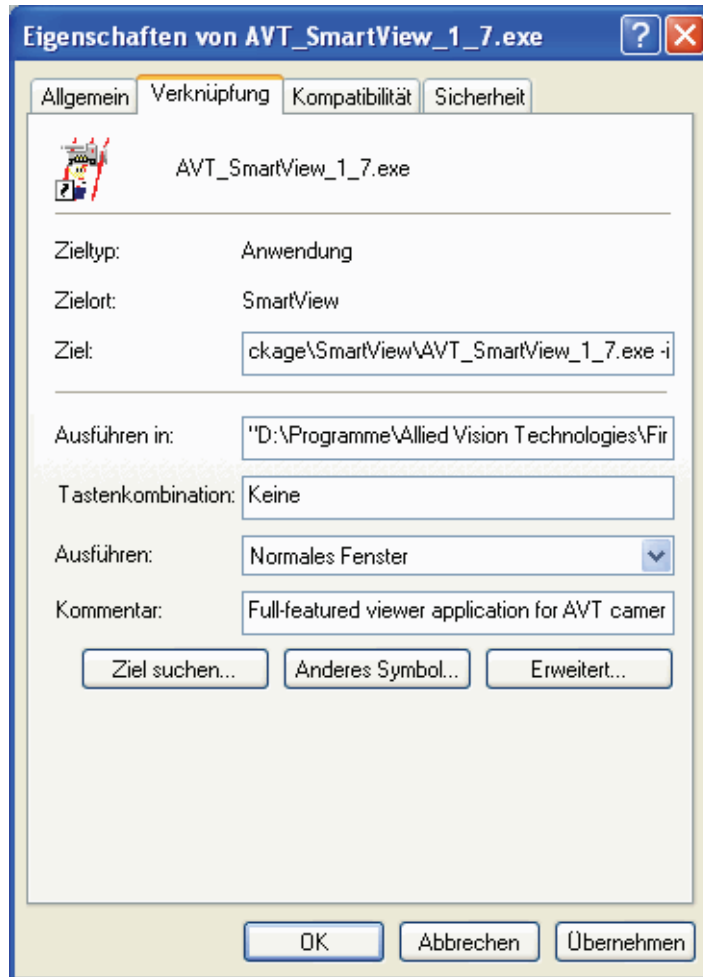 Eigenschaften von AVT_SmartView_1_7.exe
Allgemein Verknüpfung Kompatibilität Sicherheit
AVT_SmartView_1_7.exe
Zieltyp: Anwendung
Zielort: SmartView
Ziel: ckage\SmartView\AVT_SmartView_1_7.exe -i
Ausführen in: "D:\Programme\Allied Vision Technologies\Fir
Tastenkombination: Keine
Ausführen: Normales Fenster
Kommentar: Full-featured viewer application for AVT camer
Ziel suchen... Anderes Symbol... Erweitert...
OK Abbrechen Übernehmen